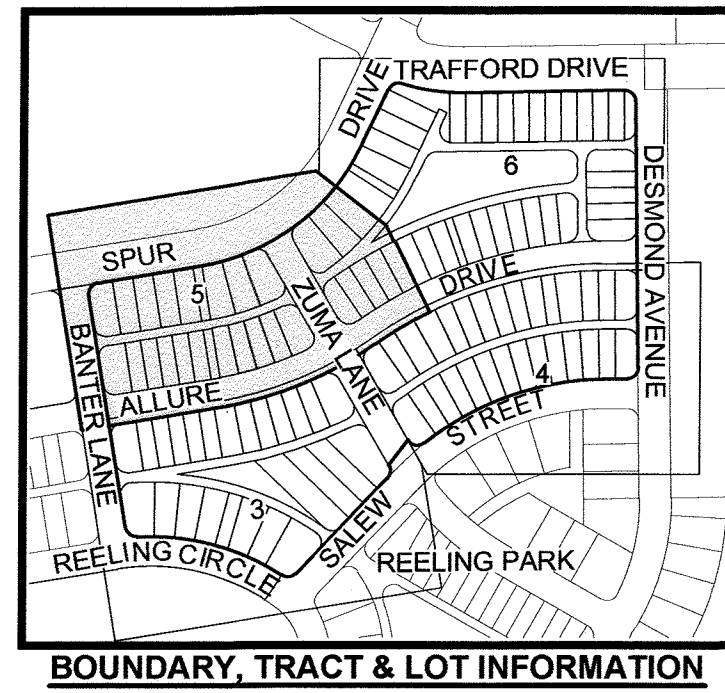 TRAFFORD DRIVE
DRIVE
6
DESMOND AVENUE
SPUR
DRIVE
5
ZUMA LANE
BANTER LANE
ALLURE
4
STREET
3
SALEW
REELING CIRCLE
REELING PARK
BOUNDARY, TRACT & LOT INFORMATION